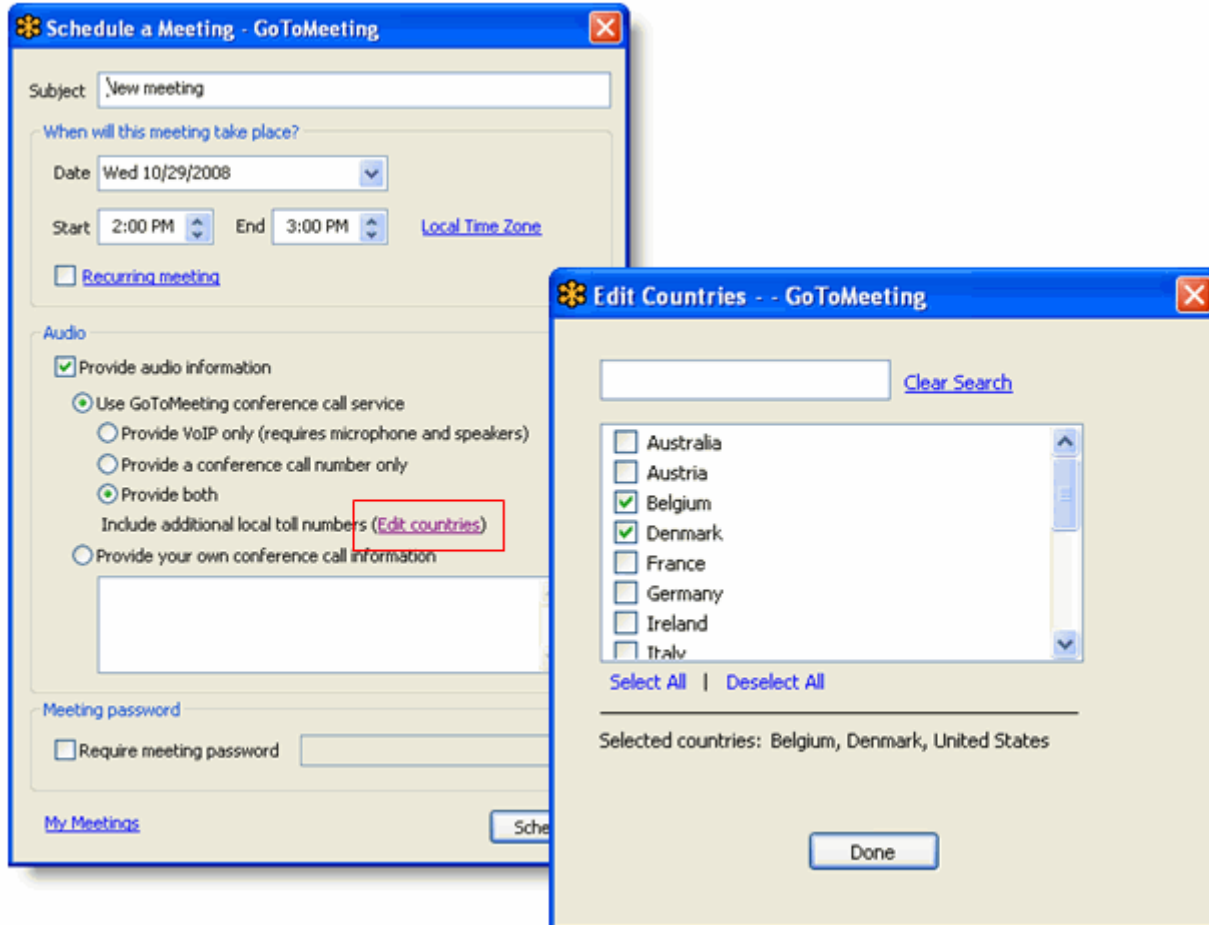 Schedule a Meeting - GoToMeeting
Subject New meeting
When will this meeting take place?
Date Wed 10/29/2008
Start 2:00 PM End 3:00 PM Local Time Zone
Recurring meeting
Audio
Provide audio information
Use GoToMeeting conference call service
Provide VoIP only (requires microphone and speakers)
Provide a conference call number only
Provide both
Include additional local toll numbers (Edit countries)
Provide your own conference call information
Meeting password
Require meeting password
My Meetings
Sche
Edit Countries - - GoToMeeting
Clear Search
Australia
Austria
Belgium
Denmark
France
Germany
Ireland
Italy
Select All | Deselect All
Selected countries: Belgium, Denmark, United States
Done